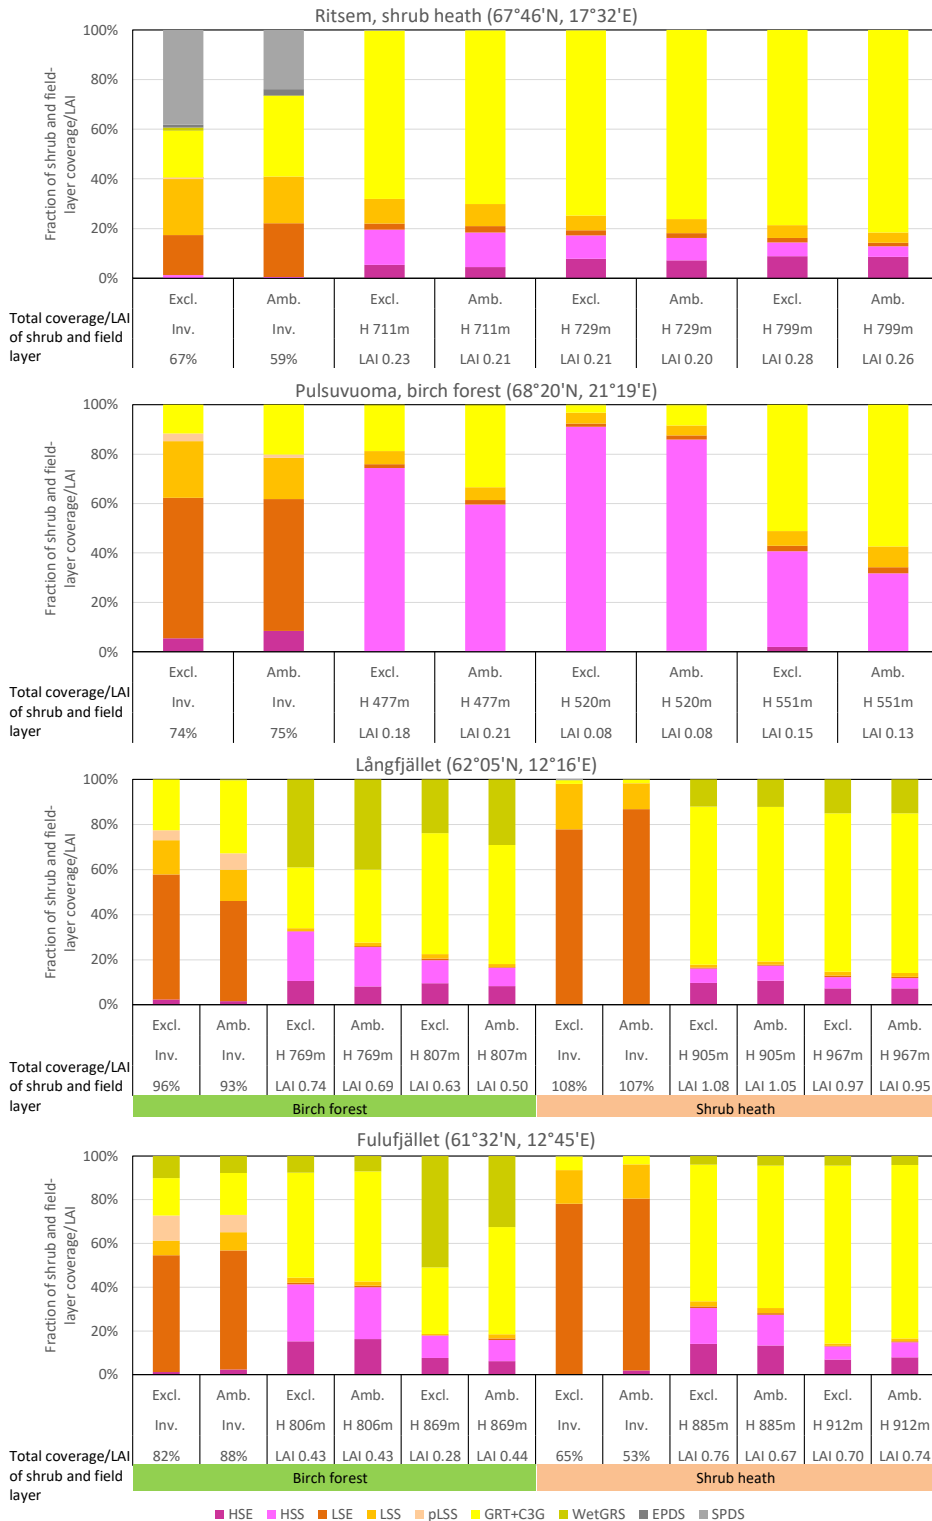 Ritsem, shrub heath (67°46'N, 17°32'E)
Fraction of shrub and field-
layer coverage/LAI
100%
80%
60%
40%
20%
0%
Excl. Amb. Excl. Amb. Excl. Amb. Excl. Amb.
Total coverage/LAI
of shrub and field
layer
Inv. Inv. H 711m H 711m H 729m H 729m H 799m H 799m
67% 59% LAI 0.23 LAI 0.21 LAI 0.21 LAI 0.20 LAI 0.28 LAI 0.26
Pulsuvuoma, birch forest (68°20'N, 21°19'E)
Fraction of shrub and field-
layer coverage/LAI
100%
80%
60%
40%
20%
0%
Excl. Amb. Excl. Amb. Excl. Amb. Excl. Amb.
Total coverage/LAI
of shrub and field
layer
Inv. Inv. H 477m H 477m H 520m H 520m H 551m H 551m
74% 75% LAI 0.18 LAI 0.21 LAI 0.08 LAI 0.08 LAI 0.15 LAI 0.13
Långfjället (62°05'N, 12°16'E)
Fraction of shrub and field-
layer coverage/LAI
100%
80%
60%
40%
20%
0%
Excl. Amb. Excl. Amb. Excl. Amb. Excl. Amb. Excl. Amb. Excl. Amb.
Inv. Inv. H 769m H 769m H 807m H 807m Inv. Inv. H 905m H 905m H 967m H 967m
Total coverage/LAI
of shrub and field
layer
96% 93% LAI 0.74 LAI 0.69 LAI 0.63 LAI 0.50 108% 107% LAI 1.08 LAI 1.05 LAI 0.97 LAI 0.95
Birch forest Shrub heath
Fulufjället (61°32'N, 12°45'E)
Fraction of shrub and field-
layer coverage/LAI
100%
80%
60%
40%
20%
0%
Excl. Amb. Excl. Amb. Excl. Amb. Excl. Amb. Excl. Amb. Excl. Amb.
Inv. Inv. H 806m H 806m H 869m H 869m Inv. Inv. H 885m H 885m H 912m H 912m
Total coverage/LAI
of shrub and field
layer
82% 88% LAI 0.43 LAI 0.43 LAI 0.28 LAI 0.44 65% 53% LAI 0.76 LAI 0.67 LAI 0.70 LAI 0.74
Birch forest Shrub heath
HSE HSS LSE LSS pLSS GRT+C3G WetGRS EPDS SPDS